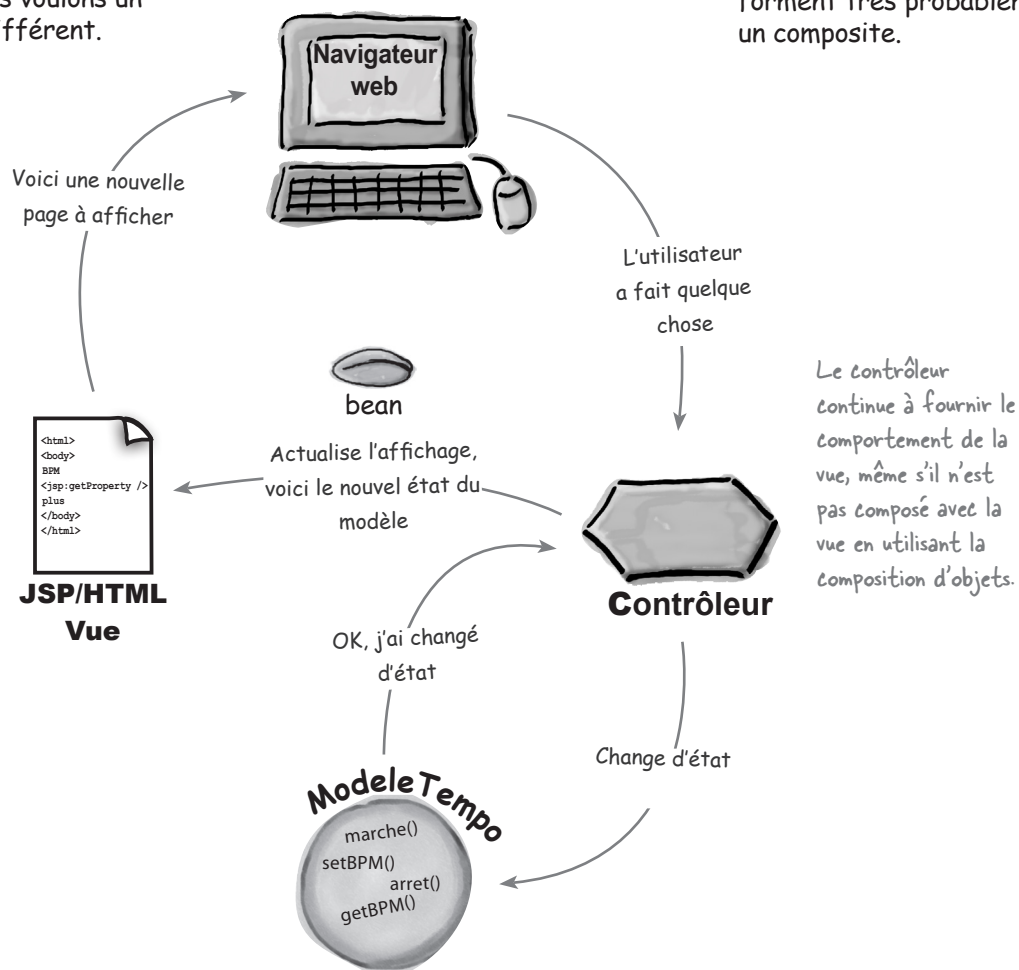 s voulons un
fférent.
forment très probabler
un composite.
Navigateur
web
Voici une nouvelle
page à afficher
L'utilisateur
a fait quelque
chose
bean
Actualise l'affichage,
voici le nouvel état du
modèle
<html>
<body>
BPM
<jsp:getProperty />
plus
</body>
</html>
JSP/HTML
Vue
Contrôleur
Le contrôleur
continue à fournir le
comportement de la
vue, même s'il n'est
pas composé avec la
vue en utilisant la
composition d'objets.
OK, j'ai changé
d'état
Change d'état
ModeleTempo
marche()
setBPM()
arret()
getBPM()